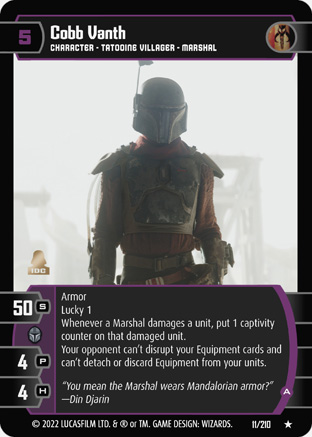 5
Cobb Vanth
CHARACTER - TATOOINE VILLAGER - MARSHAL
IDC
50 S
Armor
Lucky 1
Whenever a Marshal damages a unit, put 1 captivity
counter on that damaged unit.
4 P
Your opponent can't disrupt your Equipment cards and
can't detach or discard Equipment from your units.
4 H
"You mean the Marshal wears Mandalorian armor?"
—Din Djarin
A
© 2022 LUCASFILM LTD. & ® or TM. GAME DESIGN: WIZARDS. 11/210 ★